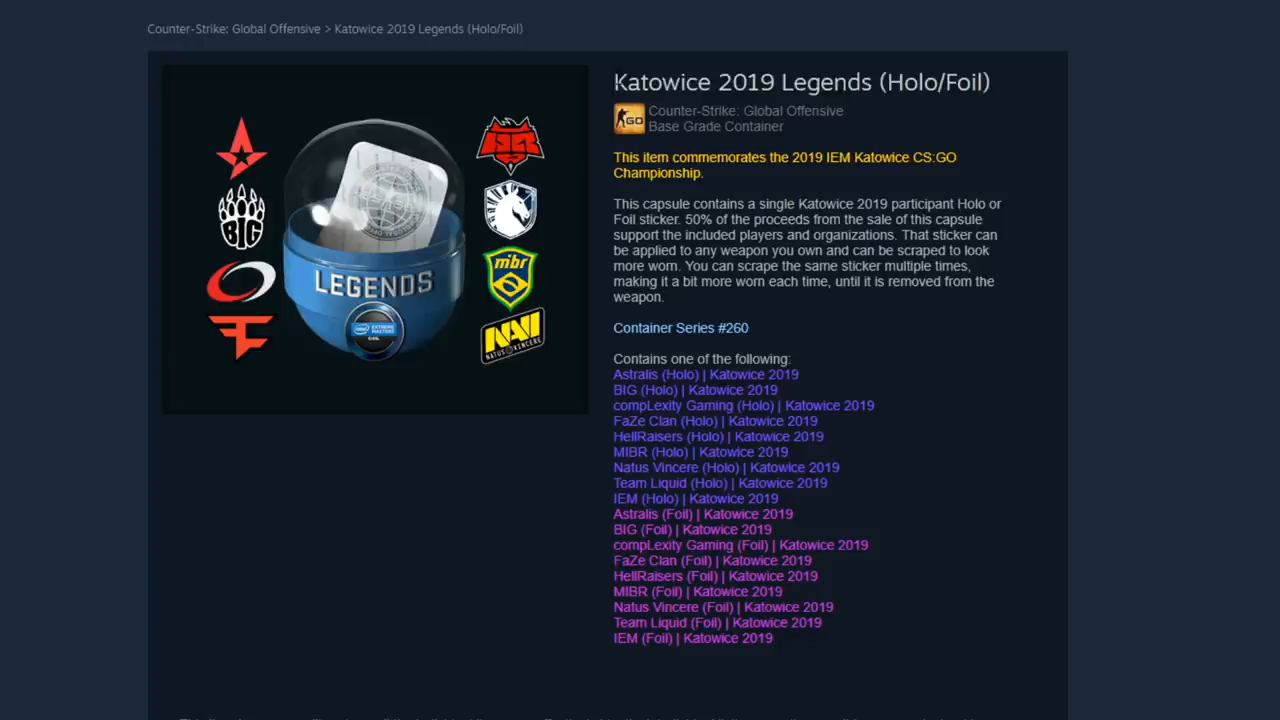 Counter-Strike: Global Offensive > Katowice 2019 Legends (Holo/Foil)
Katowice 2019 Legends (Holo/Foil)
GO
Counter-Strike: Global Offensive
Base Grade Container
This item commemorates the 2019 IEM Katowice CS:GO
Championship.
This capsule contains a single Katowice 2019 participant Holo or
Foil sticker. 50% of the proceeds from the sale of this capsule
support the included players and organizations. That sticker can
be applied to any weapon you own and can be scraped to look
more worn. You can scrape the same sticker multiple times,
making it a bit more worn each time, until it is removed from the
weapon.
Container Series #260
Contains one of the following:
Astralis (Holo) | Katowice 2019
BIG (Holo) | Katowice 2019
compLexity Gaming (Holo) | Katowice 2019
FaZe Clan (Holo) | Katowice 2019
HellRaisers (Holo) | Katowice 2019
MIBR (Holo) | Katowice 2019
Natus Vincere (Holo) | Katowice 2019
Team Liquid (Holo) | Katowice 2019
IEM (Holo) | Katowice 2019
Astralis (Foil) | Katowice 2019
BIG (Foil) | Katowice 2019
compLexity Gaming (Foil) | Katowice 2019
FaZe Clan (Foil) | Katowice 2019
HellRaisers (Foil) | Katowice 2019
MIBR (Foil) | Katowice 2019
Natus Vincere (Foil) | Katowice 2019
Team Liquid (Foil) | Katowice 2019
IEM (Foil) | Katowice 2019
BIG
LEGENDS
intel EXTREME
MASTERS
mibr
NAVI
NATUS VINCERE